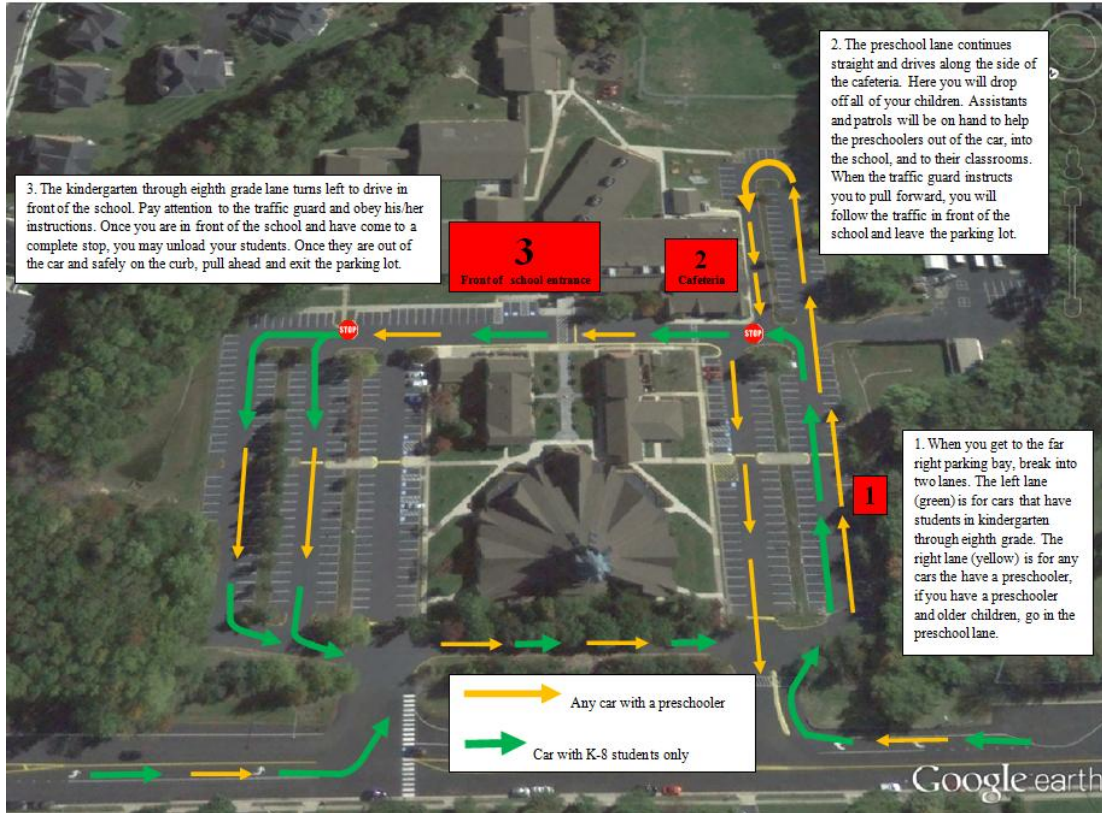 2. The preschool lane continues
straight and drives along the side of
the cafeteria. Here you will drop
off all of your children. Assistants
and patrols will be on hand to help
the preschoolers out of the car, into
the school, and to their classrooms.
When the traffic guard instructs
you to pull forward, you will
follow the traffic in front of the
school and leave the parking lot.
3. The kindergarten through eighth grade lane turns left to drive in
front of the school. Pay attention to the traffic guard and obey his/her
instructions. Once you are in front of the school and have come to a
complete stop, you may unload your students. Once they are out of
the car and safely on the curb, pull ahead and exit the parking lot.
3
Front of school entrance
2
Cafeteria
STOP
STOP
1
1. When you get to the far
right parking bay, break into
two lanes. The left lane
(green) is for cars that have
students in kindergarten
through eighth grade. The
right lane (yellow) is for any
cars the have a preschooler,
if you have a preschooler
and older children, go in the
preschool lane.
Any car with a preschooler
Car with K-8 students only
Google earth